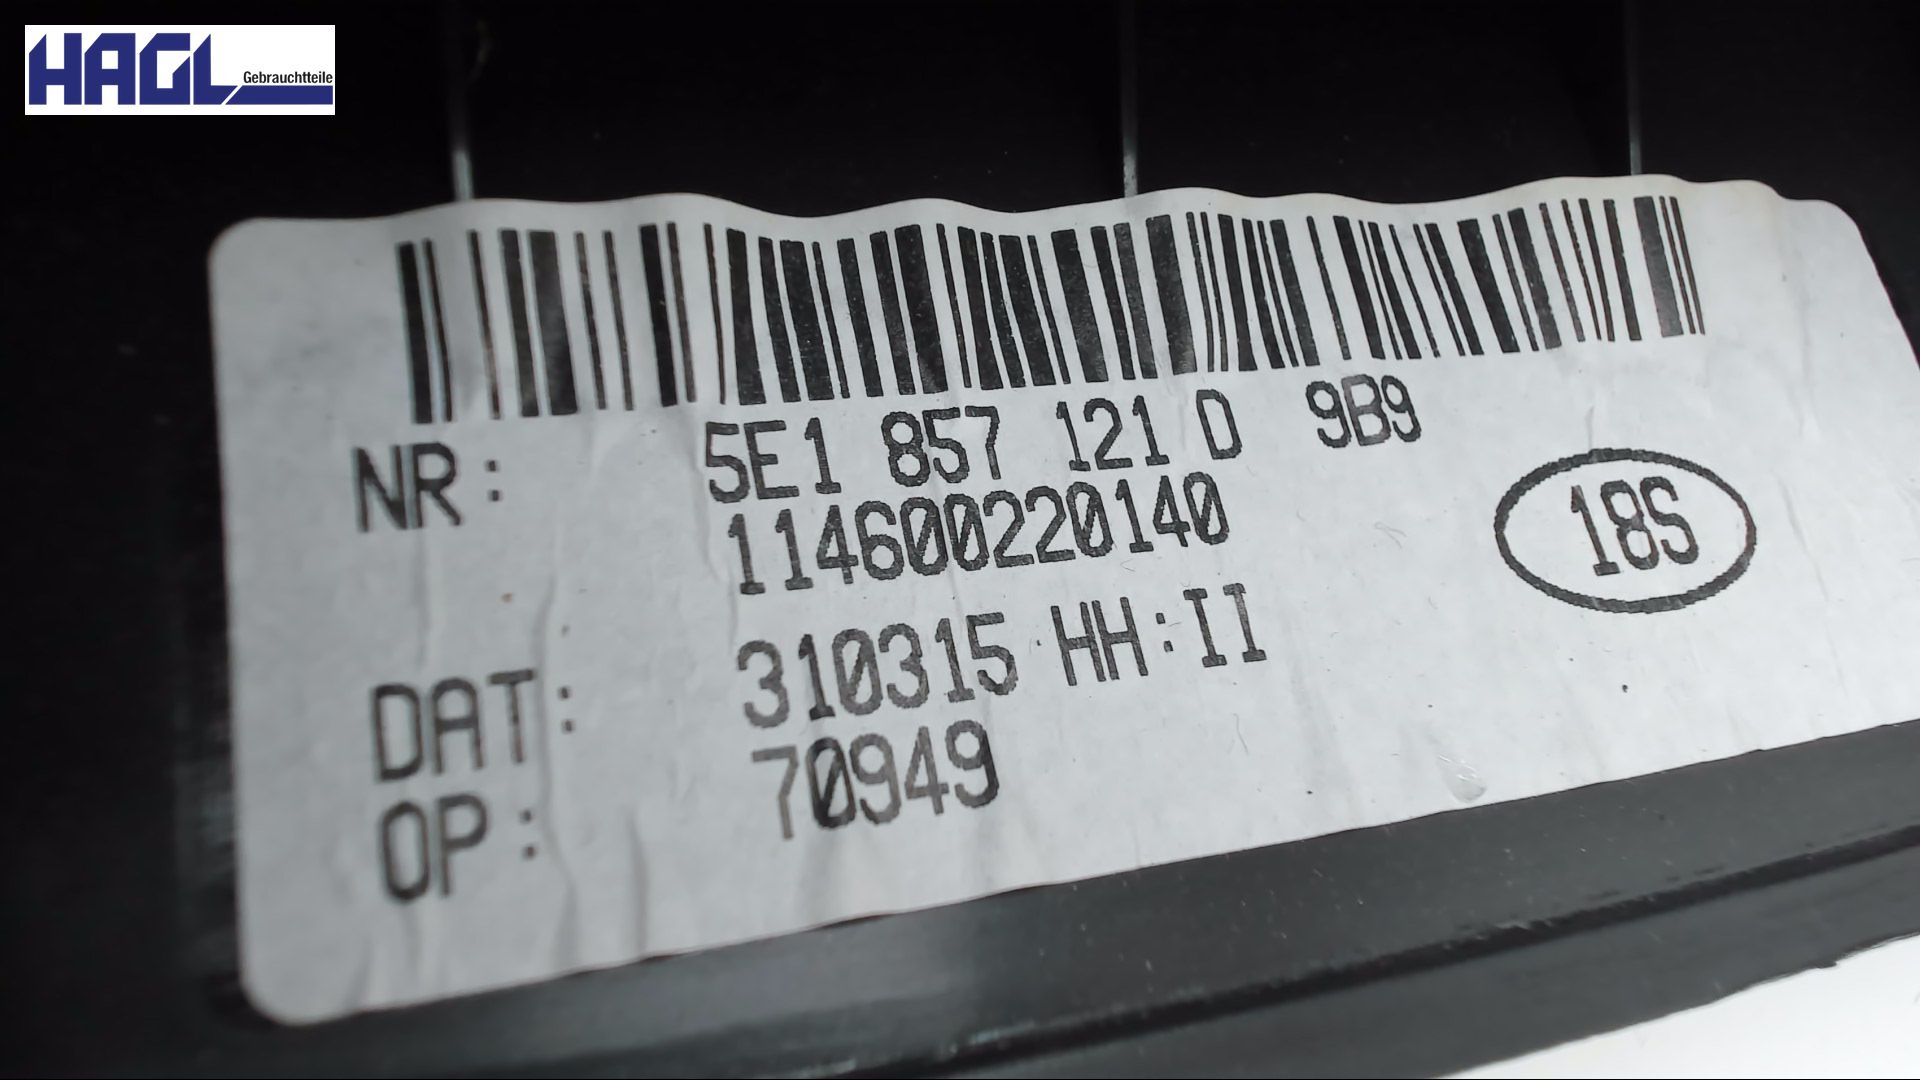 HAGL Gebrauchtteile
NR: 5E1 857 121 D 9B9
114600220140
18S
DAT: 310315 HH:II
OP: 70949